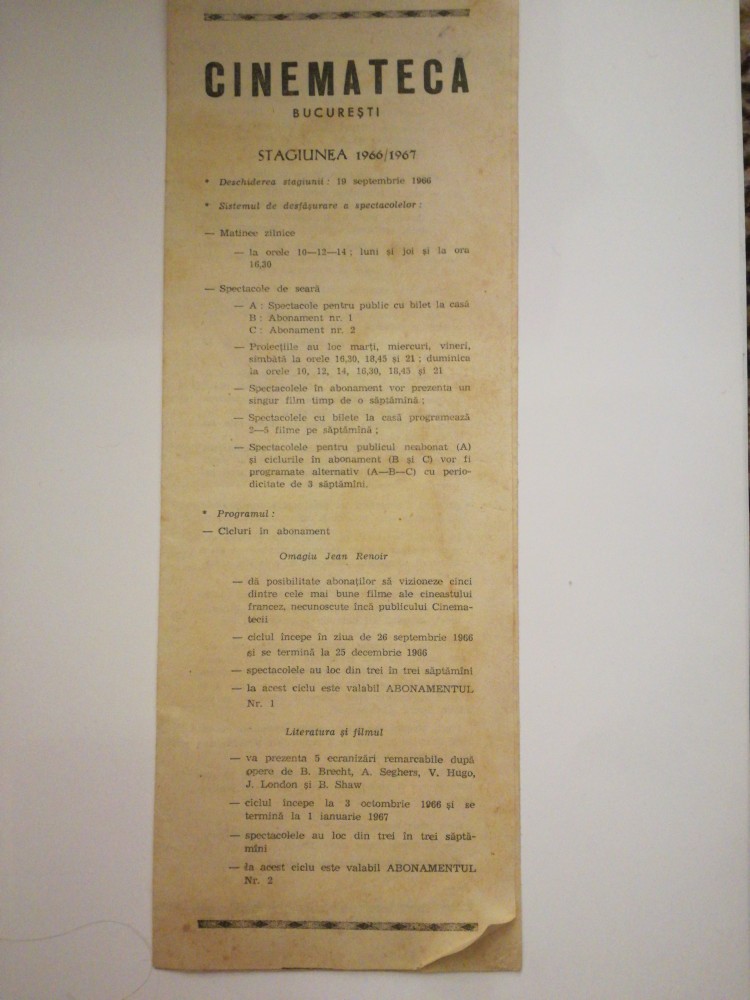 CINEMATECA
BUCUREȘTI
STAGIUNEA 1966/1967
* Deschiderea stagiunii: 19 septembrie 1966
* Sistemul de desfășurare a spectacolelor:
— Matinee zilnice
— la orele 10—12—14; luni și joi și la ora
16,30
— Spectacole de seară
— A: Spectacole pentru public cu bilet la casă
B: Abonament nr. 1
C: Abonament nr. 2
— Proiecțiile au loc marți, miercuri, vineri,
sîmbătă la orele 16,30, 18,45 și 21; duminica
la orele 10, 12, 14, 16,30, 18,45 și 21
— Spectacolele în abonament vor prezenta un
singur film timp de o săptămînă;
— Spectacolele cu bilete la casă programează
2—5 filme pe săptămînă;
— Spectacolele pentru publicul neabonat (A)
și ciclurile în abonament (B și C) vor fi
programate alternativ (A—B—C) cu perio-
dicitate de 3 săptămîni.
* Programul:
— Cicluri în abonament
Omagiu Jean Renoir
— dă posibilitate abonaților să vizioneze cinci
dintre cele mai bune filme ale cineastului
francez, necunoscute încă publicului Cinema-
tecii
— ciclul începe în ziua de 26 septembrie 1966
și se termină la 25 decembrie 1966
— spectacolele au loc din trei în trei săptămîni
— la acest ciclu este valabil ABONAMENTUL
Nr. 1
Literatura și filmul
— va prezenta 5 ecranizări remarcabile după
opere de B. Brecht, A. Seghers, V. Hugo,
J. London și B. Shaw
— ciclul începe la 3 octombrie 1966 și se
termină la 1 ianuarie 1967
— spectacolele au loc din trei în trei săptă-
mîni
— la acest ciclu este valabil ABONAMENTUL
Nr. 2